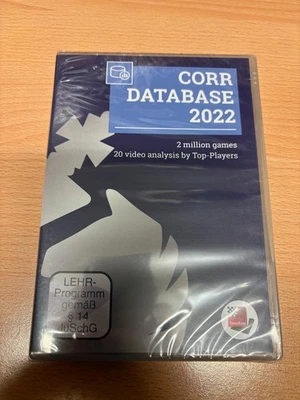 CORR
DATABASE
2022
2 million games
20 video analysis by Top-Players
LEHR-
Programm
gemäß
§ 14
JuSchG